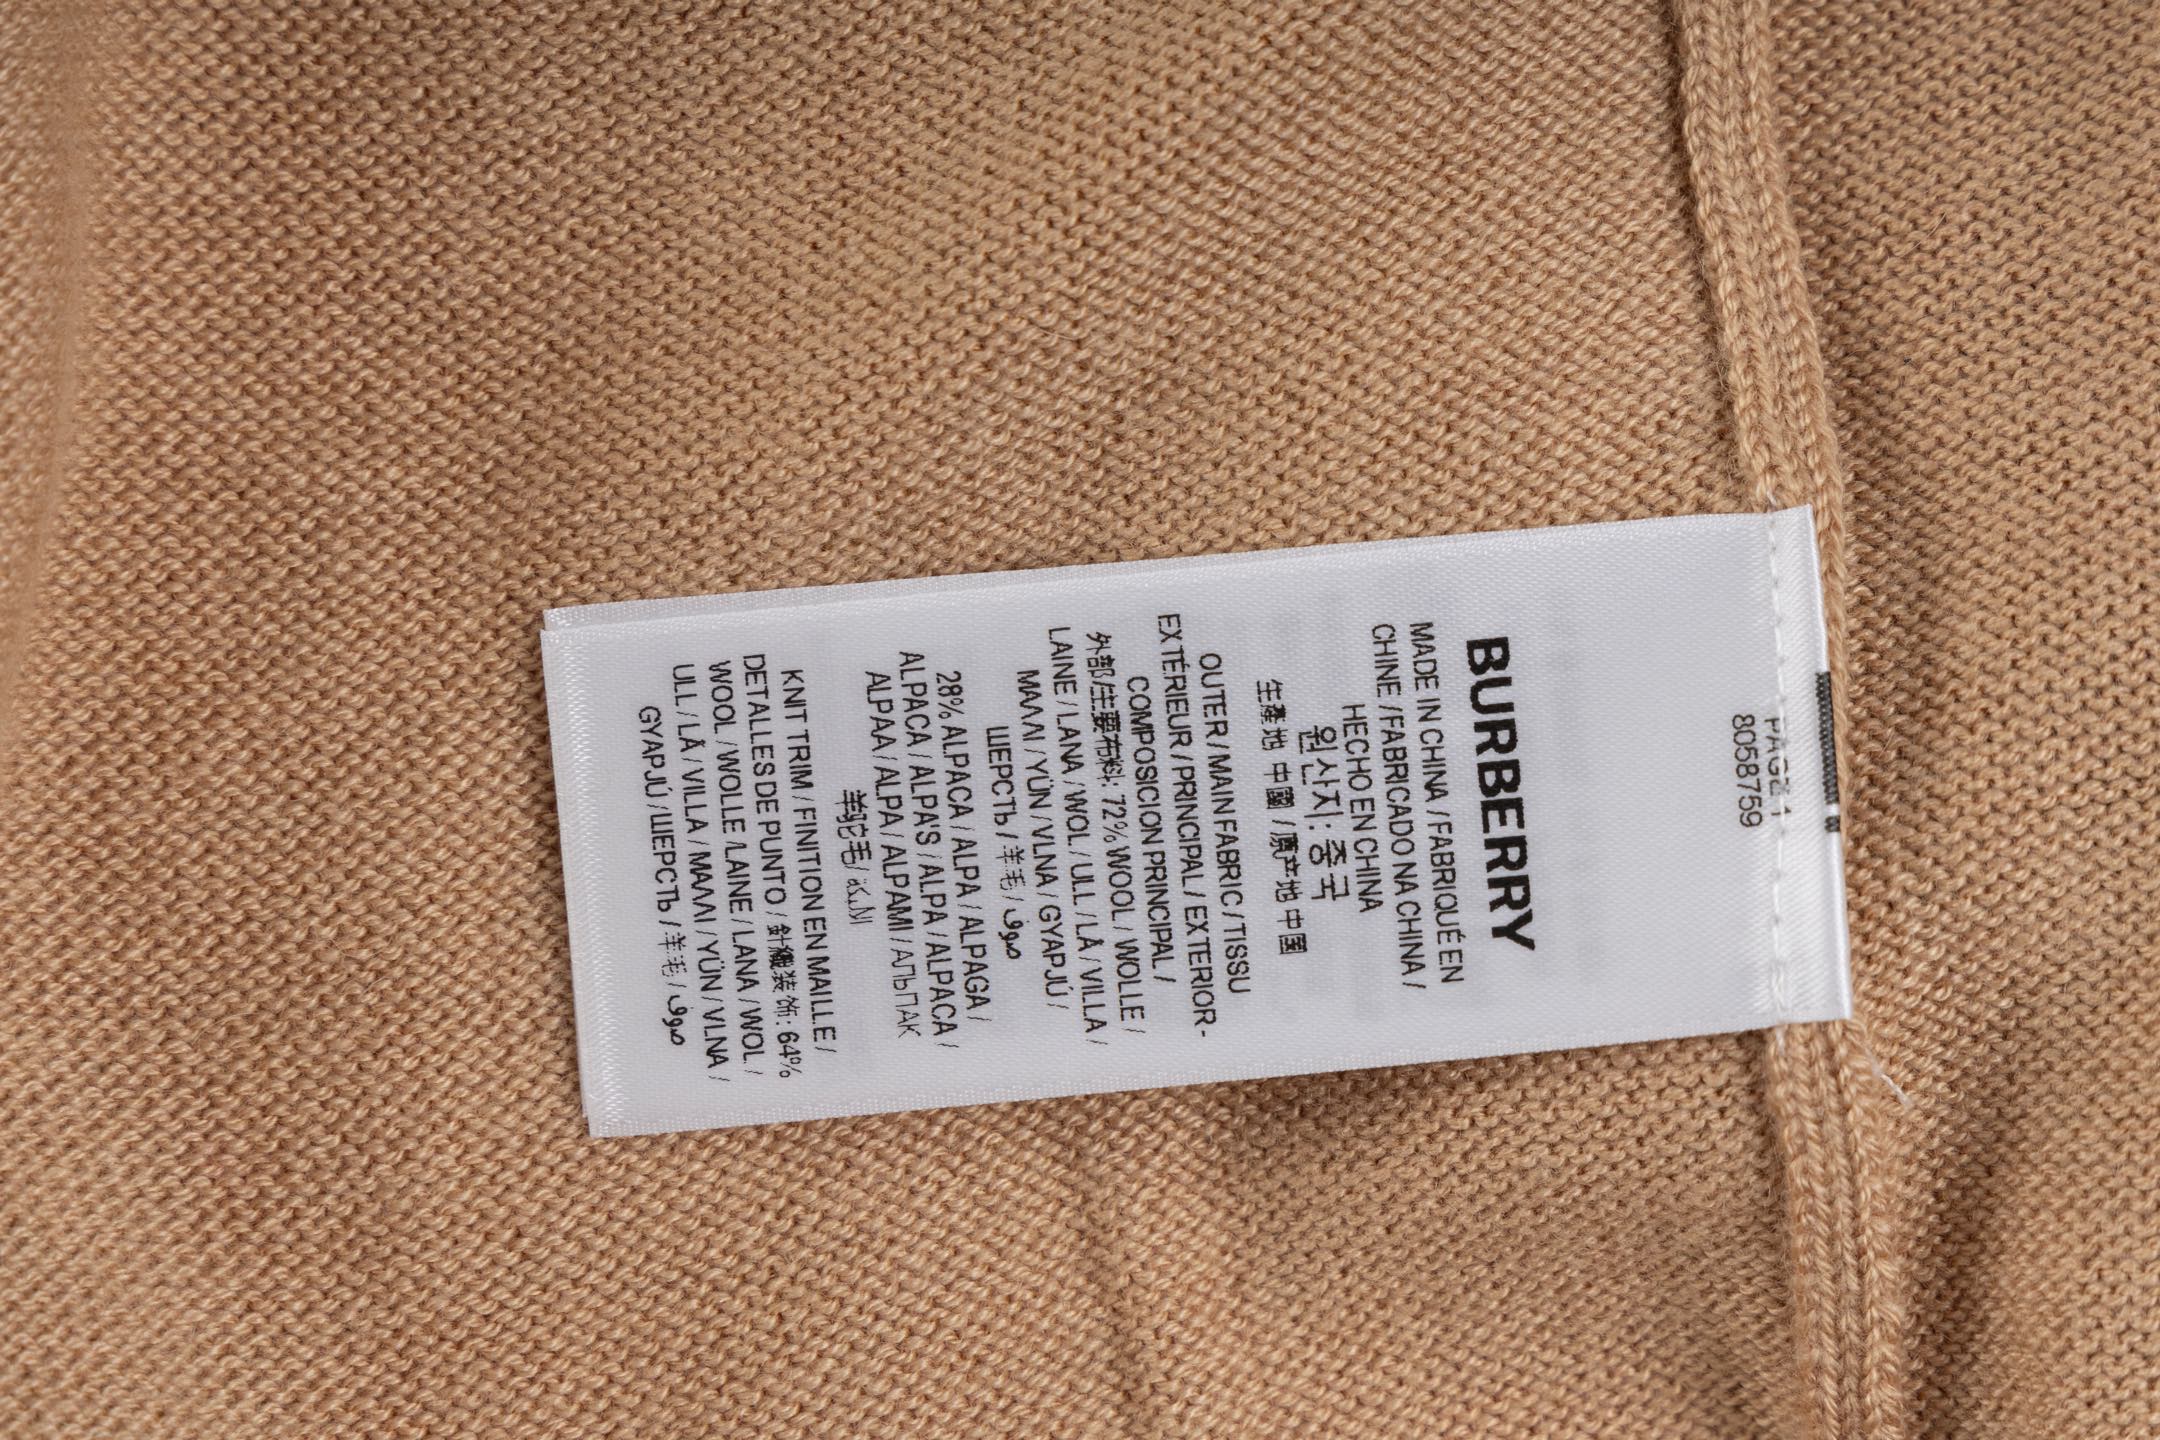 PAGE 1
8058759
BURBERRY
MADE IN CHINA / FABRIQUÉ EN
CHINE / FABRICADO NA CHINA /
HECHO EN CHINA
원산지: 중국
生產地 中國 / 原产地 中国
OUTER / MAIN FABRIC / TISSU
EXTÉRIEUR / PRINCIPAL / EXTERIOR-
COMPOSICION PRINCIPAL /
外部/主要布料: 72% WOOL / WOLLE /
LAINE / LANA / WOL / ULL / LÃ / VILLA /
ΜΑΛΛΙ / YÜN / VLNA / GYAPJÚ /
ШЕРСТЬ / 羊毛 / صوف
28% ALPACA / ALPA / ALPAGA /
ALPACA / ALPA'S / ALPA / ALPACA /
ALPAA / ALPA / ALPAMI / АЛЬПАК
羊驼毛 /
KNIT TRIM / FINITION EN MAILLE /
DETALLES DE PUNTO / 針織装饰: 64%
WOOL / WOLLE / LAINE / LANA / WOL /
ULL / LÃ / VILLA / ΜΑΛΛΙ / YÜN / VLNA /
GYAPJÚ / ШЕРСТЬ / 羊毛 / صوف